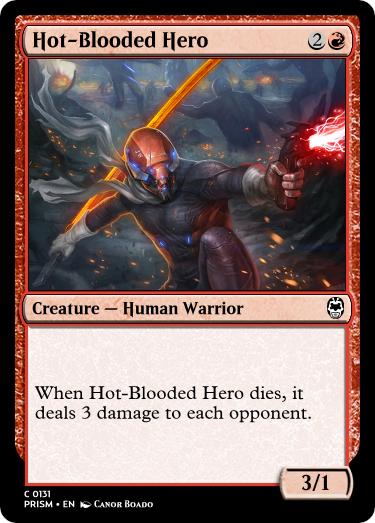 Hot-Blooded Hero 2
Creature — Human Warrior
When Hot-Blooded Hero dies, it
deals 3 damage to each opponent.
3/1
C 0131
PRISM • EN Canor Boado